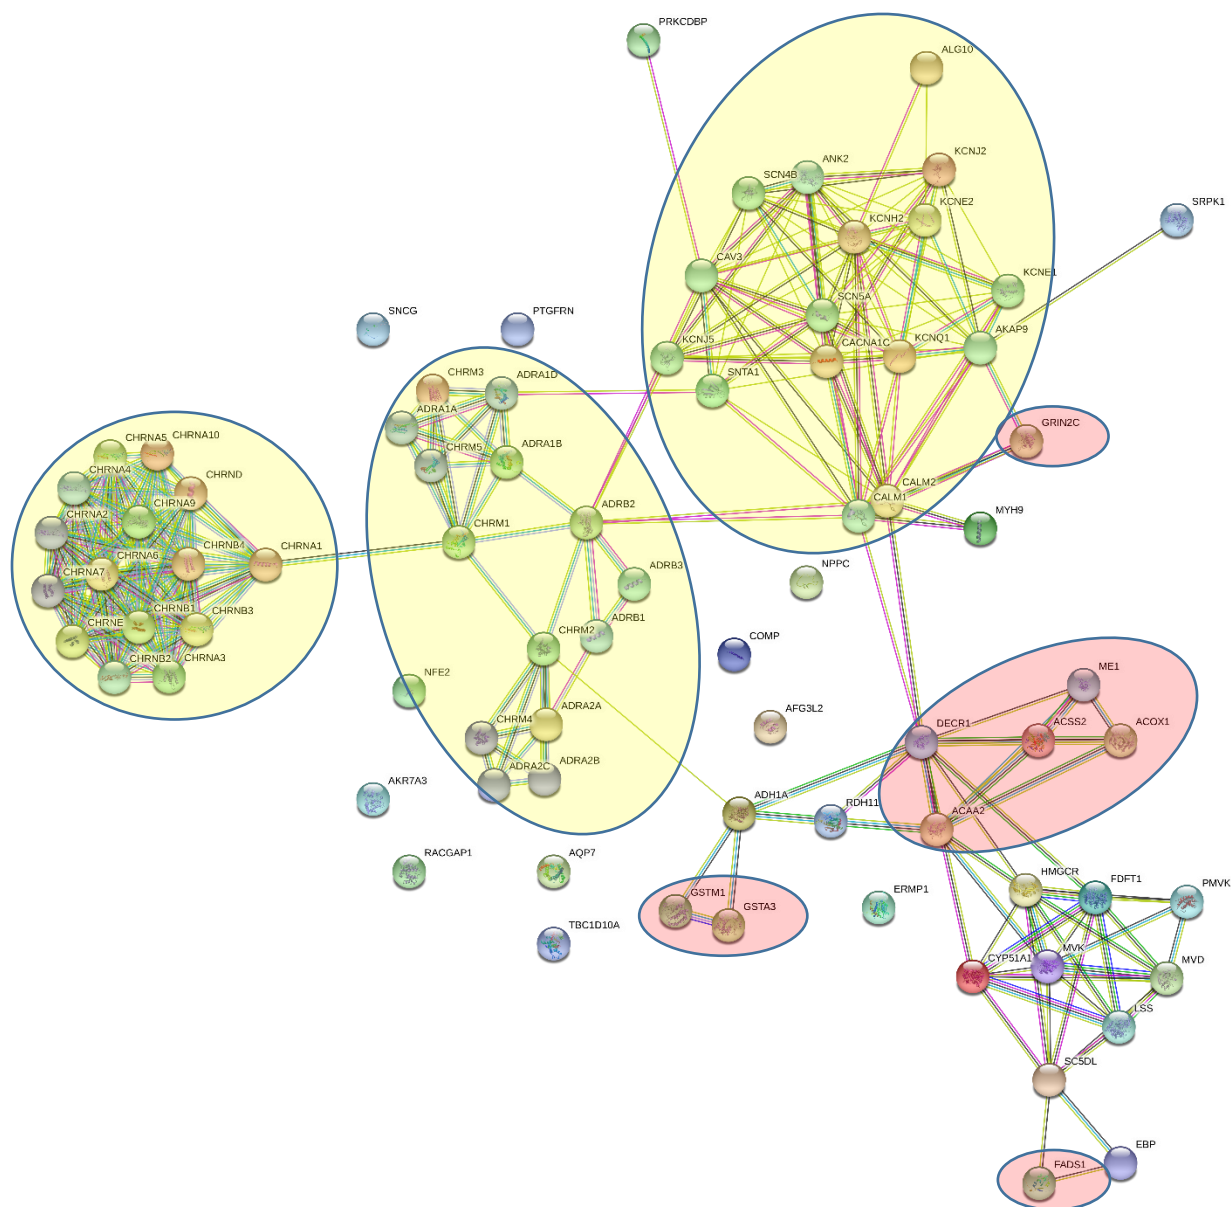 PRKCDBP
ALG10
KCNJ2
ANK2
SCN4B
KCNE2
SRPK1
KCNH2
CAV3
KCNE1
SCN5A
SNCG
PTGFRN
AKAP9
KCNJ5
CACNA1C
KCNQ1
SNTA1
CHRM3
ADRA1D
ADRA1A
GRIN2C
CHRM5
ADRA1B
CHRNA5
CHRNA10
CHRNA4
CHRND
CALM2
CALM1
CHRNA9
CHRNA2
ADRB2
CHRM1
MYH9
CHRNA6
CHRNB4
CHRNA1
CHRNA7
NPPC
ADRB3
CHRNB1
CHRNB3
CHRNE
ADRB1
CHRM2
COMP
CHRNB2
CHRNA3
NFE2
ME1
ADRA2A
AFG3L2
DECR1
ACSS2
ACOX1
CHRM4
ADRA2C
ADRA2B
AKR7A3
ADH1A
RDH11
ACAA2
RACGAP1
AQP7
HMGCR
FDFT1
PMVK
ERMP1
GSTM1
GSTA3
TBC1D10A
CYP51A1
MVK
MVD
LSS
SC5DL
EBP
FADS1